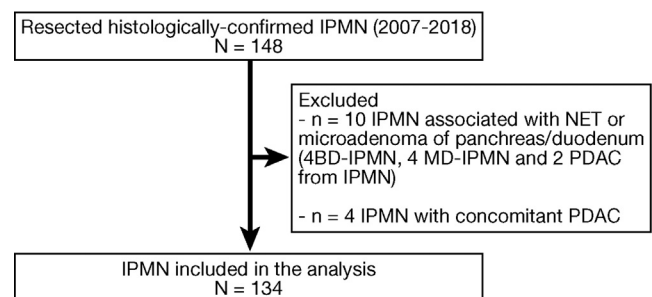 Resected histologically-confirmed IPMN (2007-2018)
N = 148
Excluded
- n = 10 IPMN associated with NET or
microadenoma of panchreas/duodenum
(4BD-IPMN, 4 MD-IPMN and 2 PDAC
from IPMN)
- n = 4 IPMN with concomitant PDAC
IPMN included in the analysis
N = 134